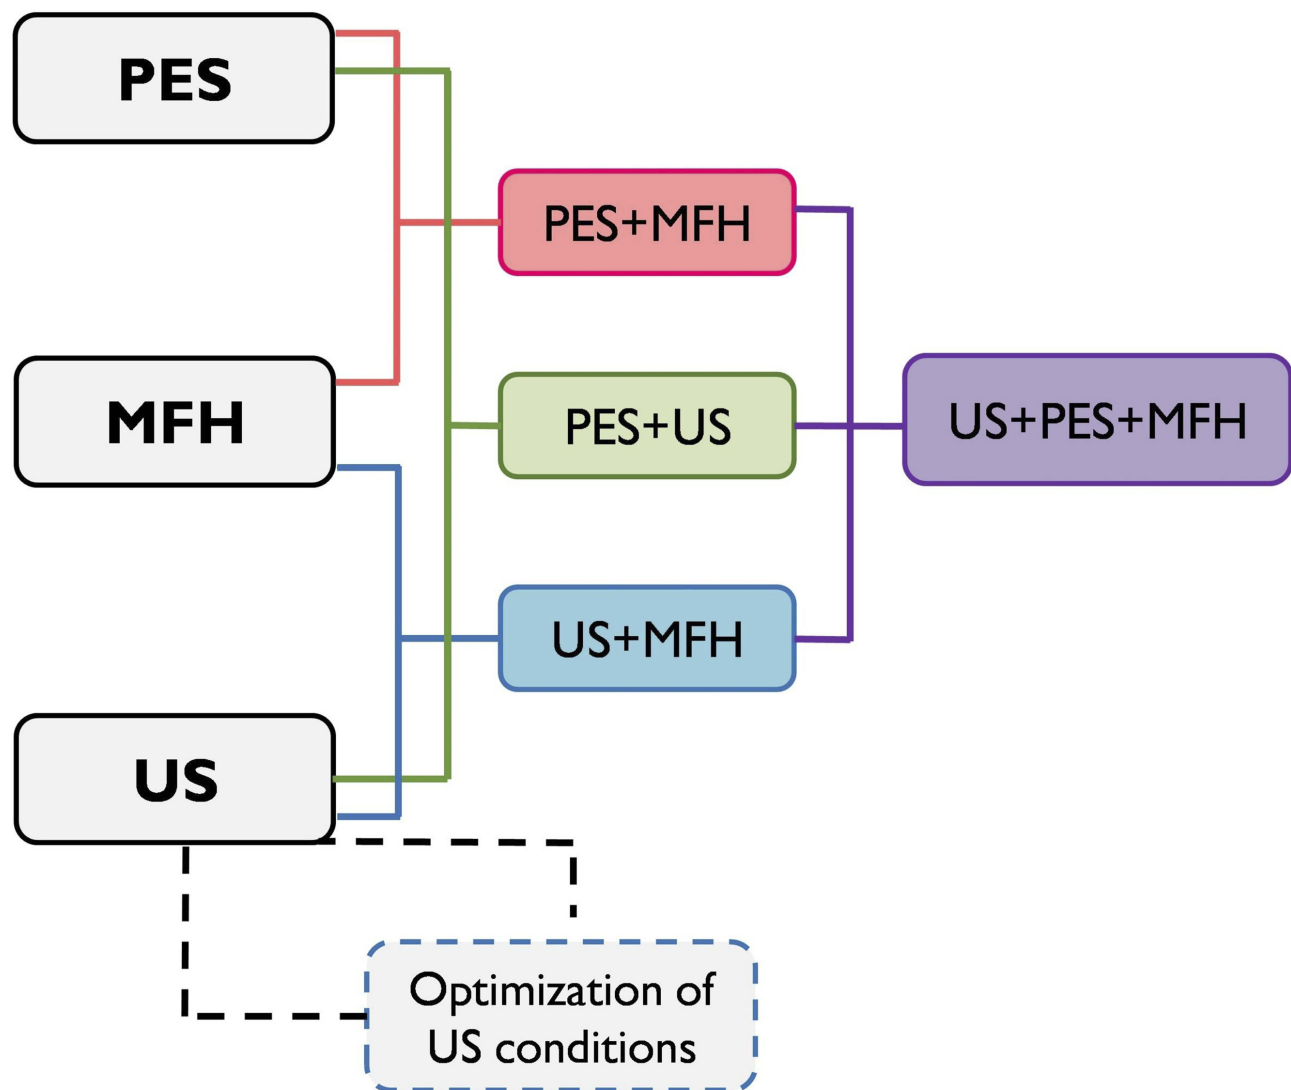 PES
PES+MFH
MFH
PES+US
US+PES+MFH
US+MFH
US
Optimization of
US conditions